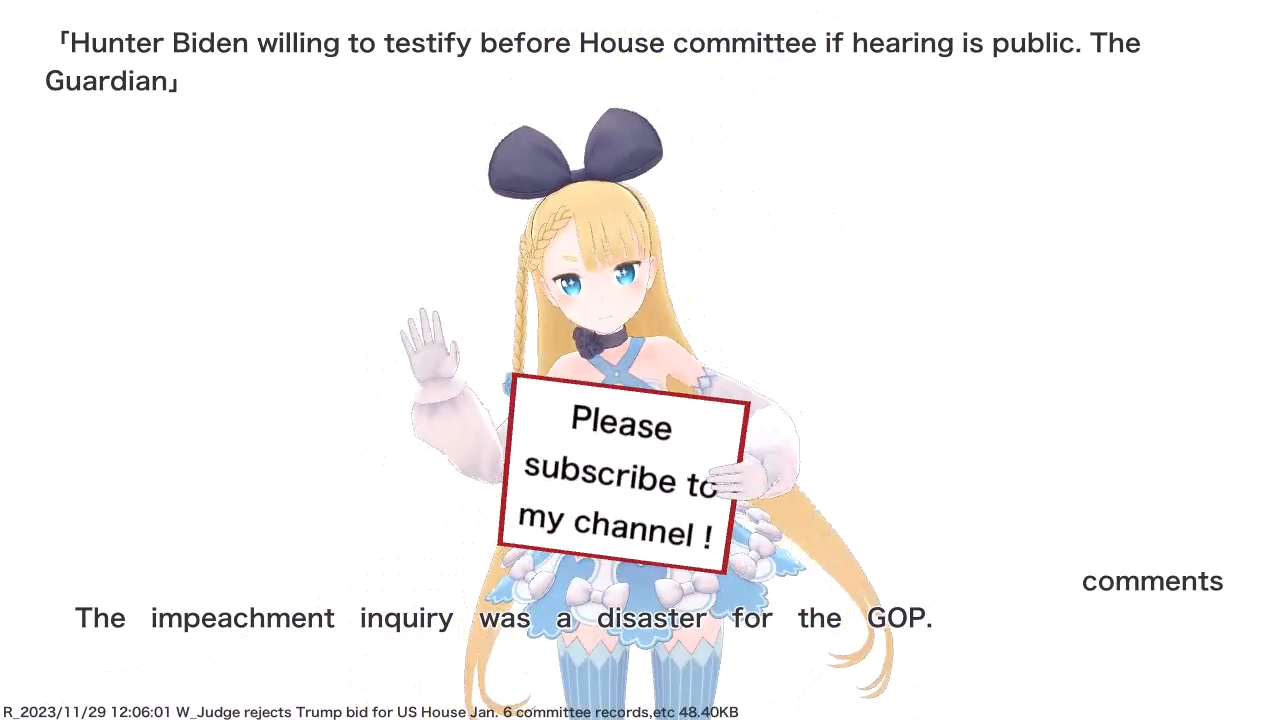 「Hunter Biden willing to testify before House committee if hearing is public. The
Guardian」
Please
subscribe to
my channel !
comments
The impeachment inquiry was a disaster for the GOP.
R_2023/11/29 12:06:01 W_Judge rejects Trump bid for US House Jan. 6 committee records,etc 48.40KB